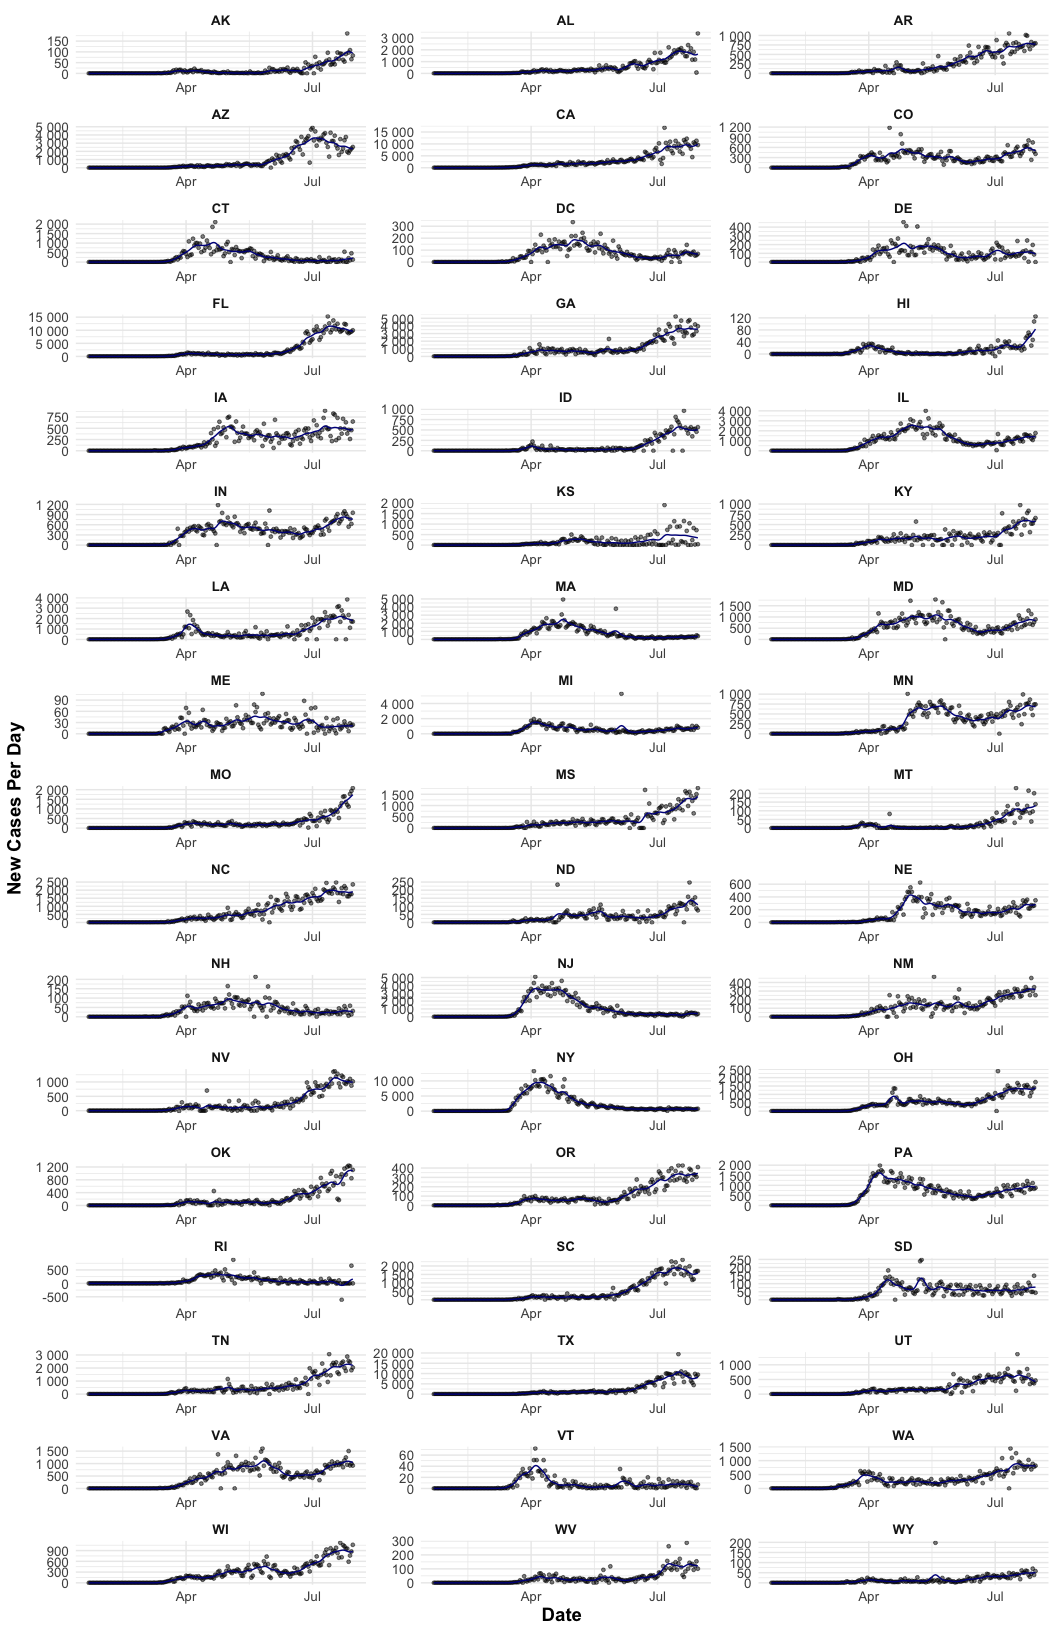 AK AL AR
150 100 50 0 3 000 2 000 1 000 0 1 000 750 500 250 0
Apr Jul Apr Jul Apr Jul
AZ CA CO
5 000 4 000 3 000 2 000 1 000 0 15 000 10 000 5 000 0 1 200 900 600 300 0
Apr Jul Apr Jul Apr Jul
CT DC DE
2 000 1 500 1 000 500 0 300 200 100 0 400 300 200 100 0
Apr Jul Apr Jul Apr Jul
FL GA HI
15 000 10 000 5 000 0 5 000 4 000 3 000 2 000 1 000 0 120 80 40 0
Apr Jul Apr Jul Apr Jul
IA ID IL
750 500 250 0 1 000 750 500 250 0 4 000 3 000 2 000 1 000 0
Apr Jul Apr Jul Apr Jul
IN KS KY
1 200 900 600 300 0 2 000 1 500 1 000 500 0 1 000 750 500 250 0
Apr Jul Apr Jul Apr Jul
LA MA MD
4 000 3 000 2 000 1 000 0 5 000 4 000 3 000 2 000 1 000 0 1 500 1 000 500 0
Apr Jul Apr Jul Apr Jul
ME MI MN
90 60 30 0 4 000 2 000 0 1 000 750 500 250 0
Apr Jul Apr Jul Apr Jul
MO MS MT
2 000 1 500 1 000 500 0 1 500 1 000 500 0 200 150 100 50 0
Apr Jul Apr Jul Apr Jul
NC ND NE
2 500 2 000 1 500 1 000 500 0 250 200 150 100 50 0 600 400 200 0
Apr Jul Apr Jul Apr Jul
NH NJ NM
200 150 100 50 0 5 000 4 000 3 000 2 000 1 000 0 400 300 200 100 0
Apr Jul Apr Jul Apr Jul
NV NY OH
1 000 500 0 10 000 5 000 0 2 500 2 000 1 500 1 000 500 0
Apr Jul Apr Jul Apr Jul
OK OR PA
1 200 800 400 0 400 300 200 100 0 2 000 1 500 1 000 500 0
Apr Jul Apr Jul Apr Jul
RI SC SD
500 0 -500 2 000 1 500 1 000 500 0 250 200 150 100 50 0
Apr Jul Apr Jul Apr Jul
TN TX UT
3 000 2 000 1 000 0 20 000 15 000 10 000 5 000 0 1 000 500 0
Apr Jul Apr Jul Apr Jul
VA VT WA
1 500 1 000 500 0 60 40 20 0 1 500 1 000 500 0
Apr Jul Apr Jul Apr Jul
WI WV WY
900 600 300 0 300 200 100 0 200 150 100 50 0
Apr Jul Apr Jul Apr Jul
New Cases Per Day
Date